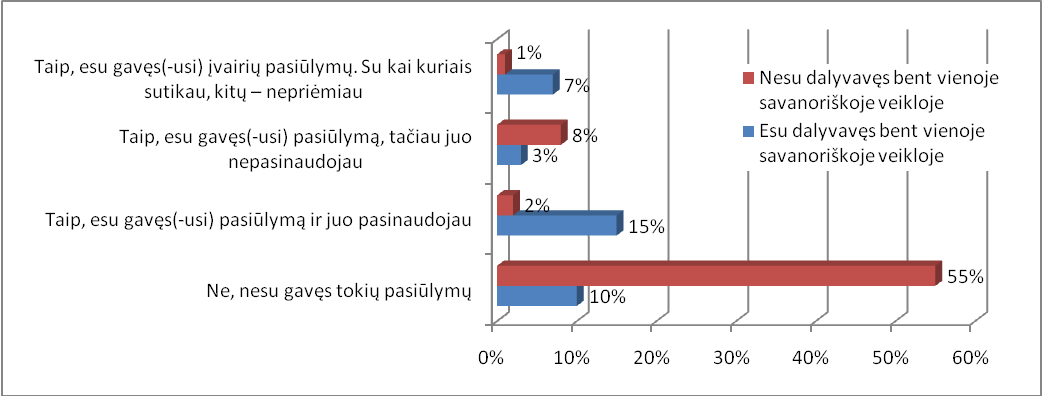 Taip, esu gavęs(-usi) įvairių pasiūlymų. Su kai kuriais
sutikau, kitų – nepriėmiau
1%
7%
Taip, esu gavęs(-usi) pasiūlymą, tačiau juo
nepasinaudojau
8%
3%
Taip, esu gavęs(-usi) pasiūlymą ir juo pasinaudojau
2%
15%
Ne, nesu gavęs tokių pasiūlymų
55%
10%
Nesu dalyvavęs bent vienoje
savanoriškoje veikloje
Esu dalyvavęs bent vienoje
savanoriškoje veikloje
0% 10% 20% 30% 40% 50% 60%